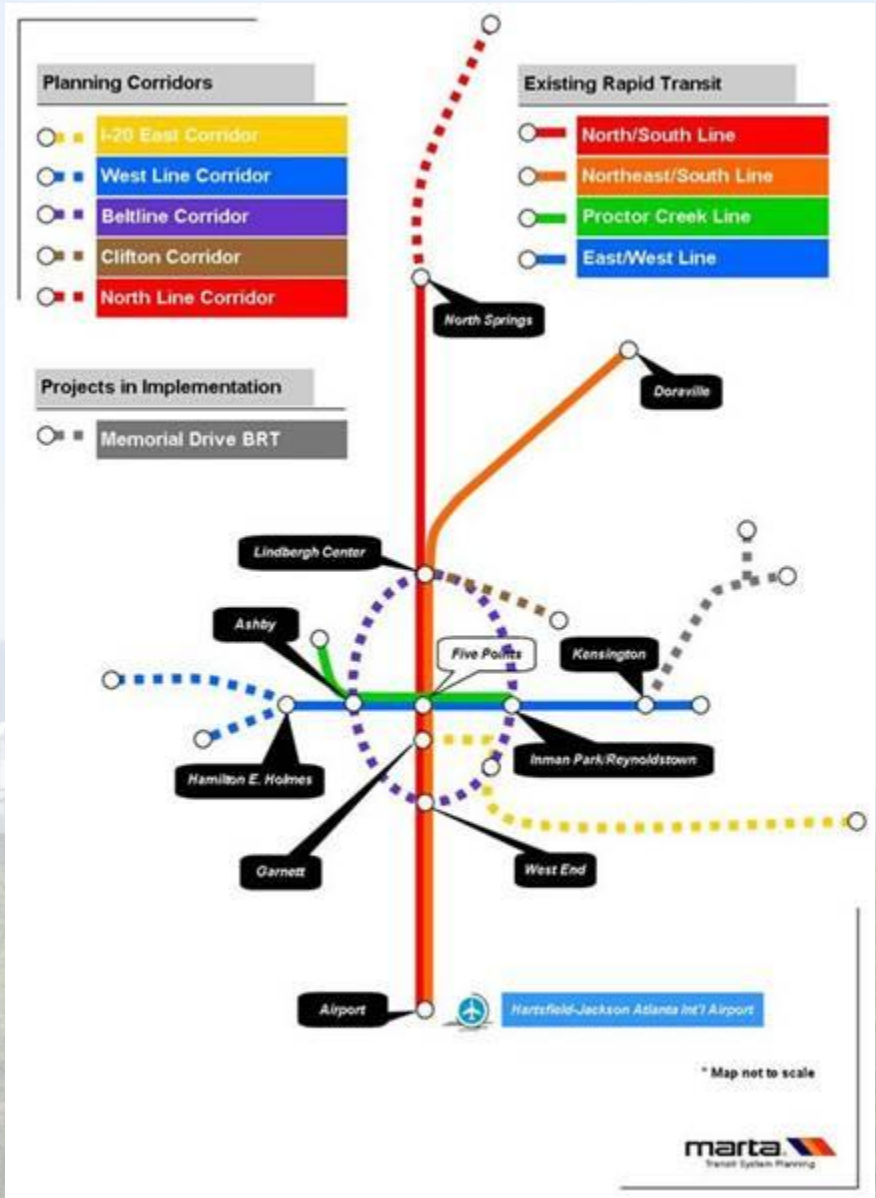 Planning Corridors
I-20 East Corridor
West Line Corridor
Beltline Corridor
Clifton Corridor
North Line Corridor
Existing Rapid Transit
North/South Line
Northeast/South Line
Proctor Creek Line
East/West Line
Projects in Implementation
Memorial Drive BRT
North Springs
Doraville
Lindbergh Center
Ashby
Five Points
Kensington
Hamilton E. Holmes
Inman Park/Reynoldstown
Garnett
West End
Airport
Hartsfield-Jackson Atlanta Int'l Airport
* Map not to scale
marta
Transit System Planning